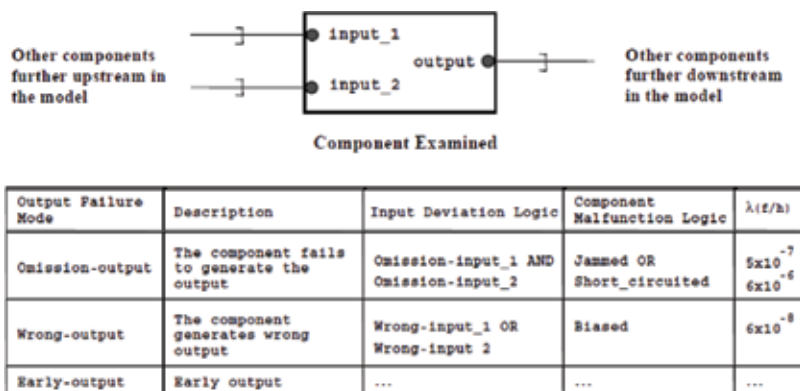 Other components
further upstream in
the model
input_1
input_2
output
Other components
further downstream
in the model
Component Examined
Output Failure
Mode
Description
Input Deviation Logic
Component
Malfunction Logic
λ(f/h)
Omission-output
The component fails
to generate the
output
Omission-input_1 AND
Omission-input_2
Jammed OR
Short_circuited
5x10^-7
6x10^-6
Wrong-output
The component
generates wrong
output
Wrong-input_1 OR
Wrong-input 2
Biased
6x10^-8
Early-output
Early output
...
...
...